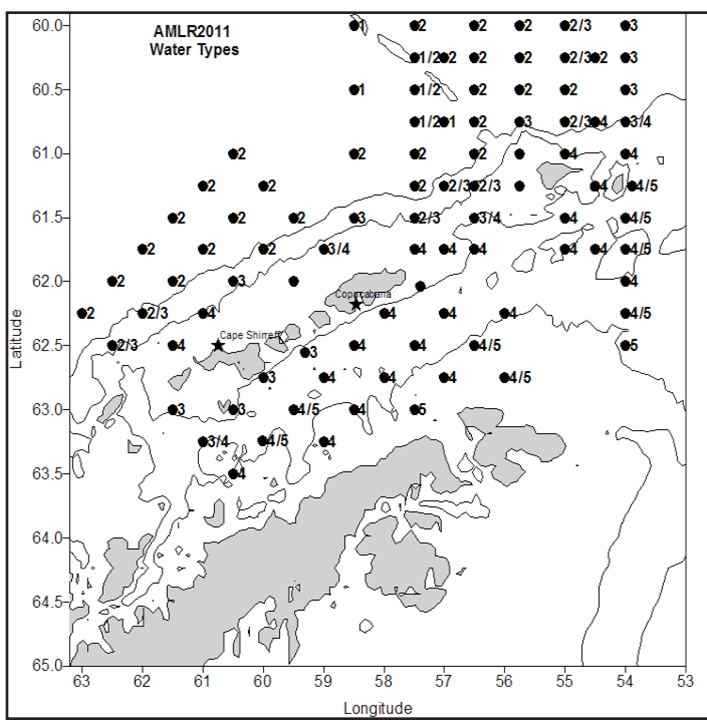 AMLR2011
Water Types
60.0 1 2 2 2 2/3 3
1/2 2 2 2 2/3 2 3
60.5 1 1/2 2 2 2 3
1/2 1 2 3 2/3 4 3/4
61.0 2 2 2 2 4 4
2 2 2 2/3 2/3 4 4/5
61.5 2 2 2 3 2/3 3/4 4 4/5
2 2 2 3/4 4 4 4 4 4 4/5
62.0 2 2 3 4
Copacabana
2 2/3 4 4 4 4 4/5
Cape Shirreff
62.5 2/3 4 4 4 4/5 5
3
3 4 4 4 4/5
63.0 3 3 4/5 4 5
3/4 4/5 4
63.5 4
64.0
64.5
65.0
Latitude
63 62 61 60 59 58 57 56 55 54 53
Longitude